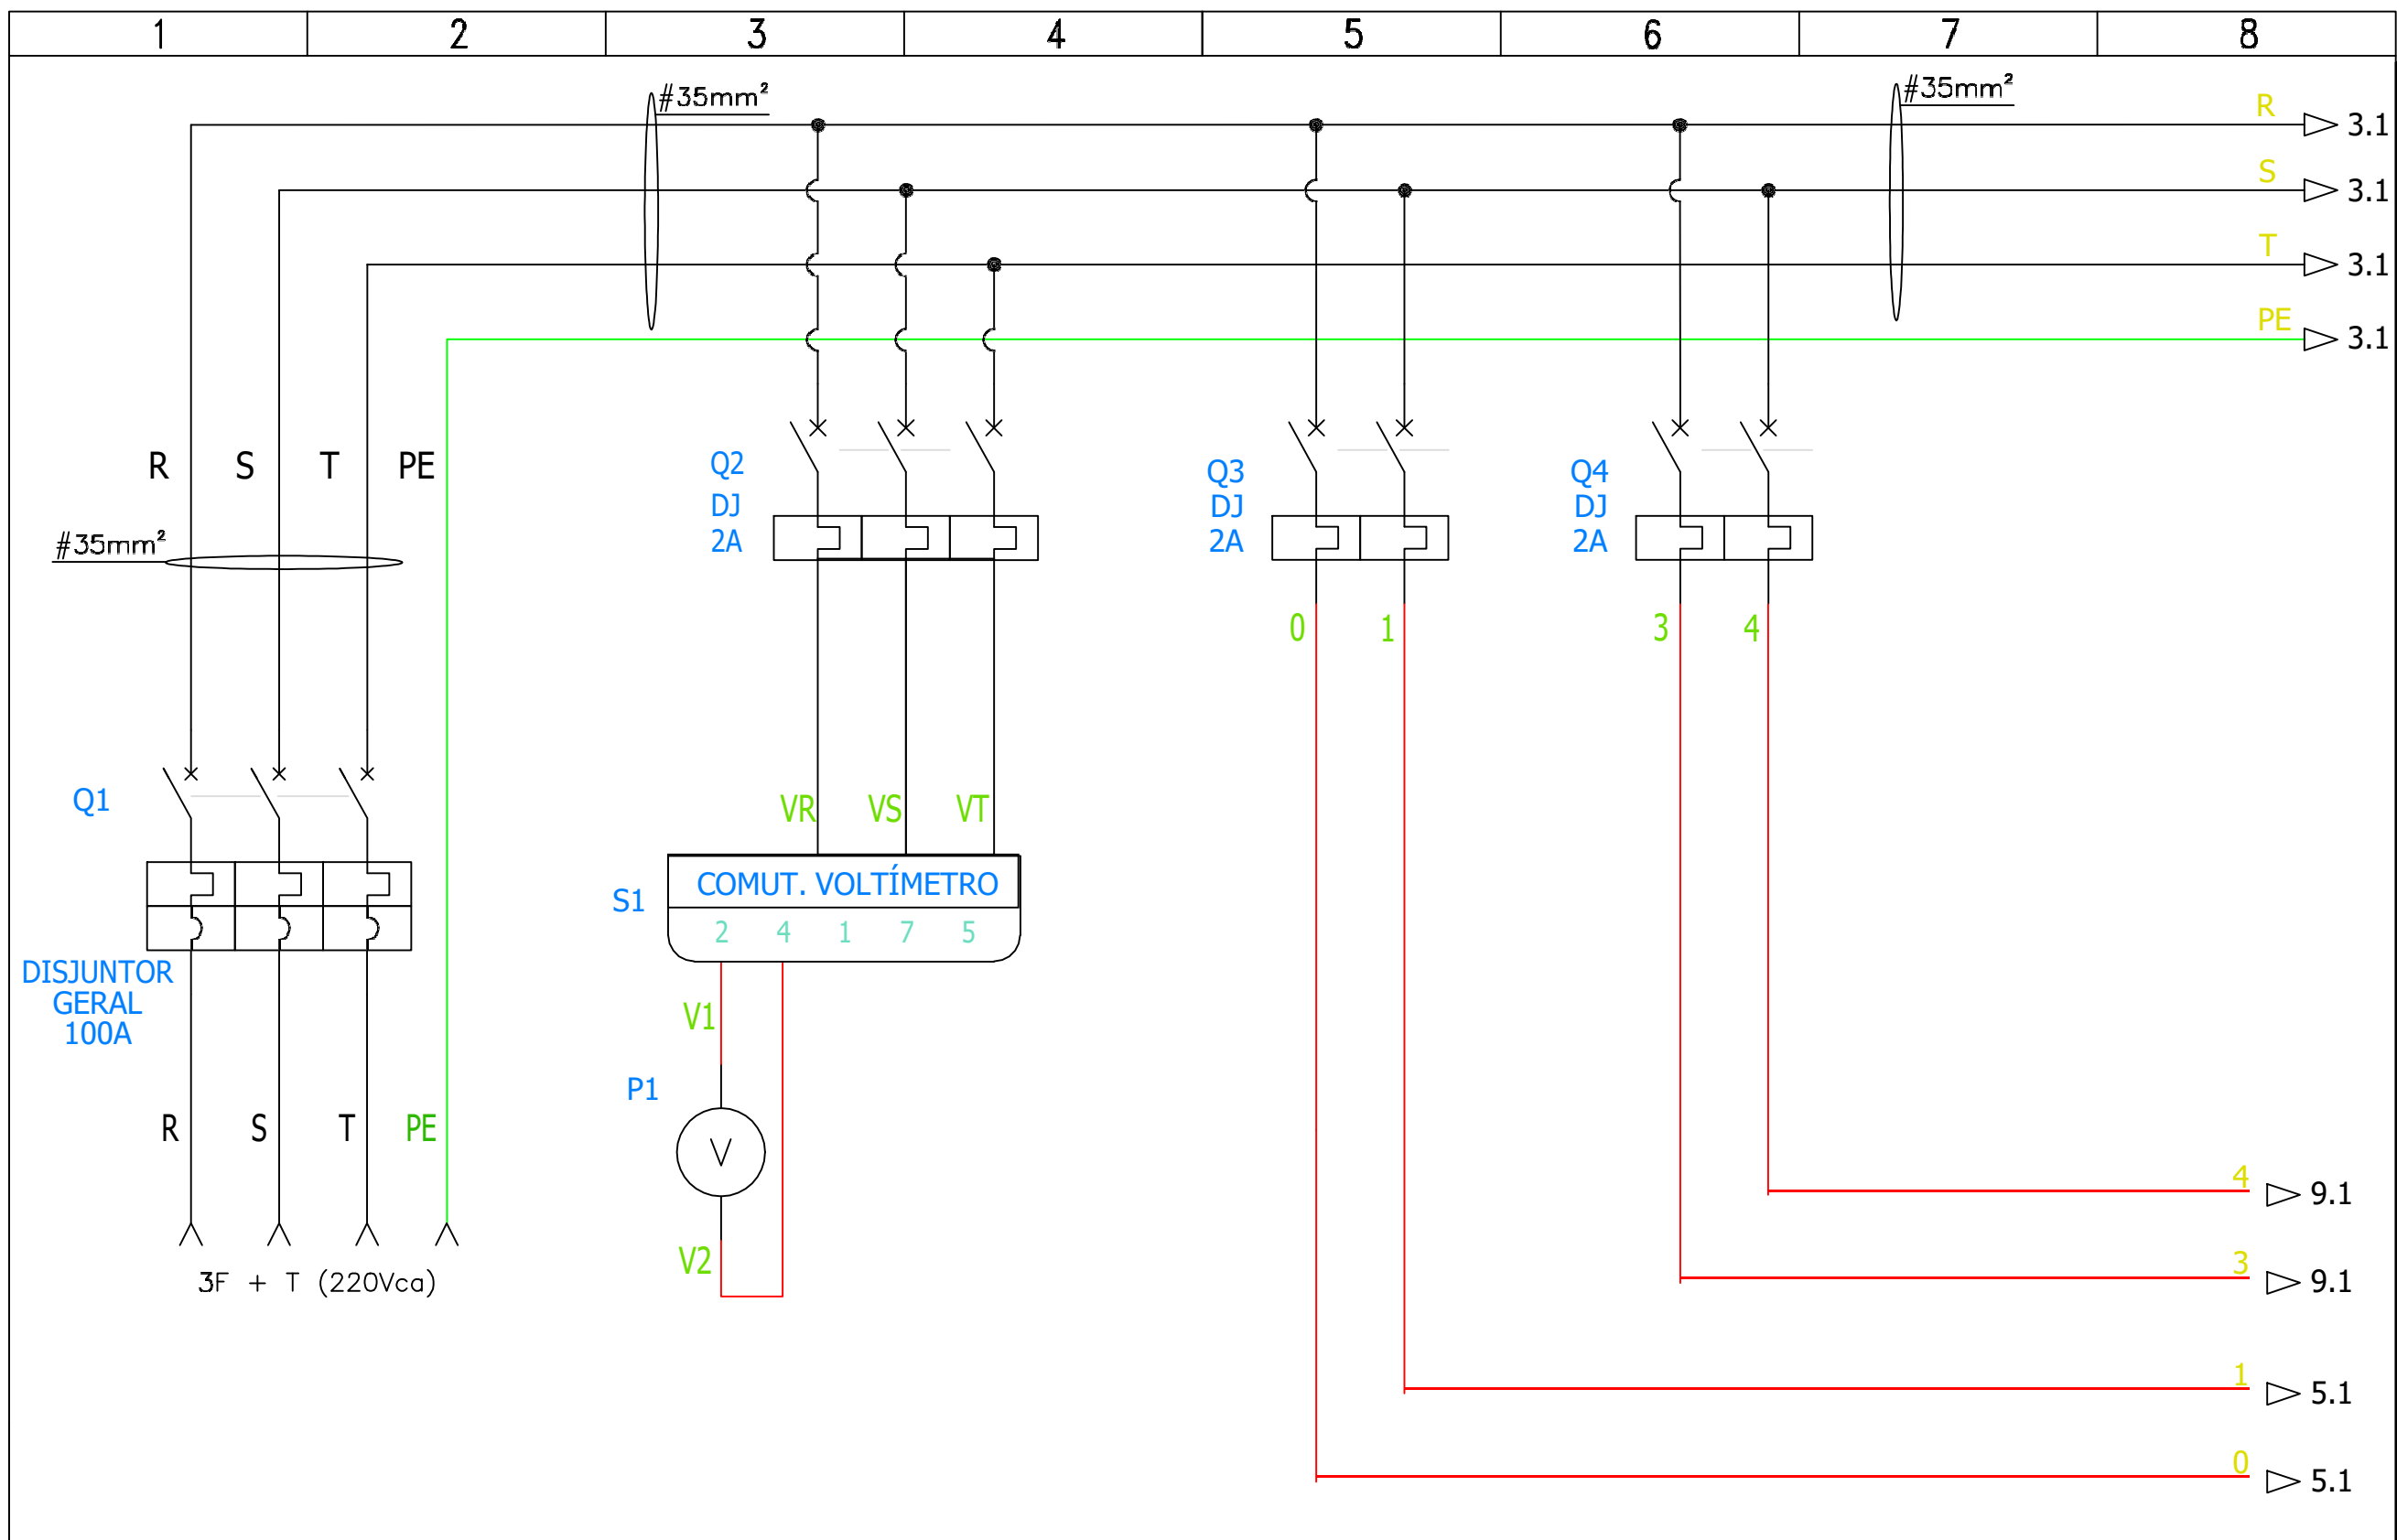 1 2 3 4 5 6 7 8
#35mm² #35mm²
R 3.1
S 3.1
T 3.1
PE 3.1
R S T PE
#35mm²
Q2
DJ
2A
Q3
DJ
2A
Q4
DJ
2A
0 1 3 4
Q1
DISJUNTOR
GERAL
100A
VR VS VT
S1
COMUT. VOLTÍMETRO
2 4 1 7 5
V1
P1
V
V2
R S T PE
3F + T (220Vca)
4 9.1
3 9.1
1 5.1
0 5.1